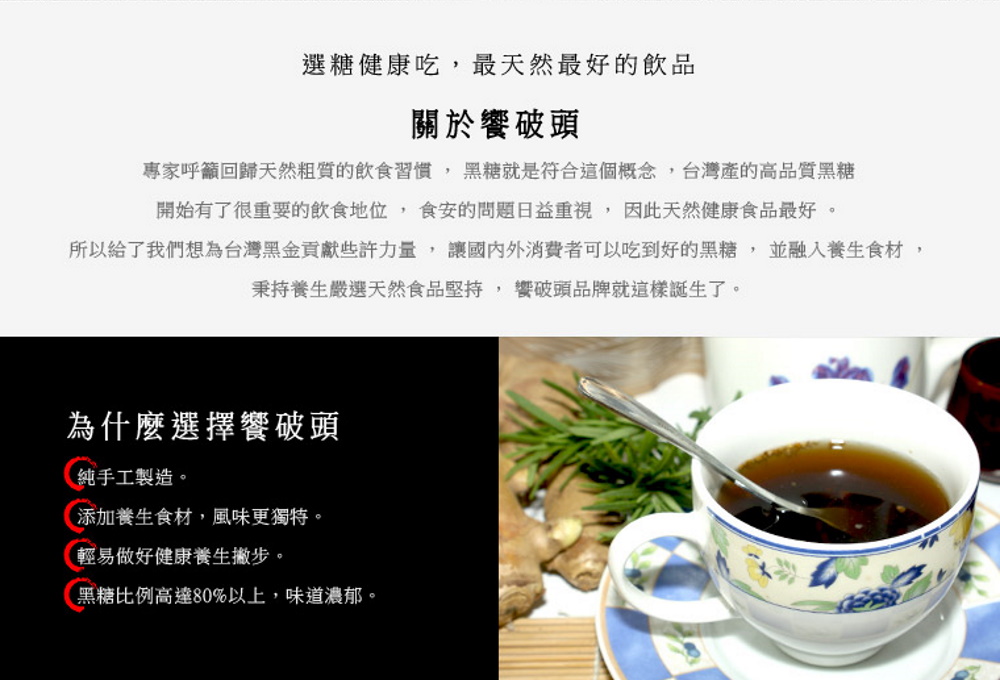 選糖健康吃，最天然最好的飲品
關於饗破頭
專家呼籲回歸天然粗質的飲食習慣 ， 黑糖就是符合這個概念 ，台灣產的高品質黑糖
開始有了很重要的飲食地位 ， 食安的問題日益重視 ， 因此天然健康食品最好 。
所以給了我們想為台灣黑金貢獻些許力量 ， 讓國內外消費者可以吃到好的黑糖 ， 並融入養生食材 ，
秉持養生嚴選天然食品堅持 ， 饗破頭品牌就這樣誕生了。
為什麼選擇饗破頭
純手工製造。
添加養生食材，風味更獨特。
輕易做好健康養生撇步。
黑糖比例高達80%以上，味道濃郁。